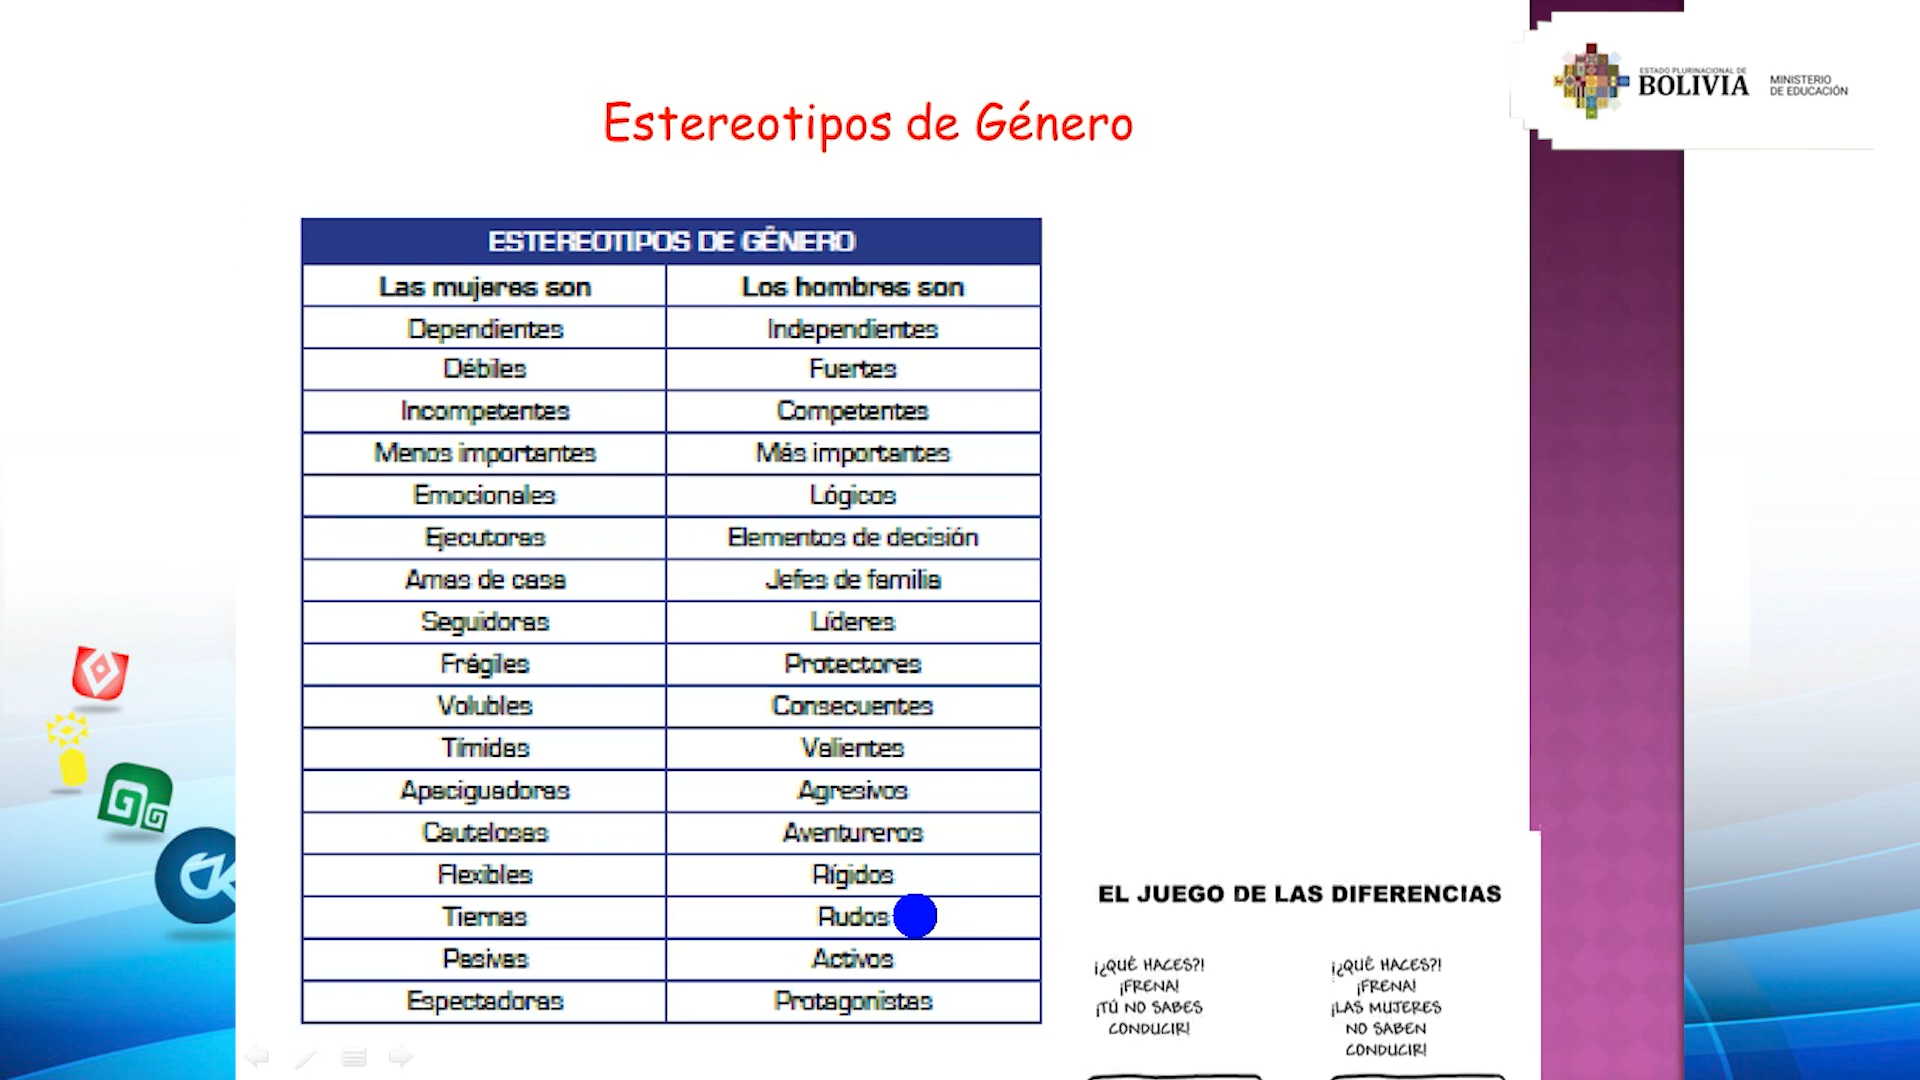 ESTADO PLURINACIONAL DE
BOLIVIA
MINISTERIO
DE EDUCACIÓN
Estereotipos de Género
ESTEREOTIPOS DE GÉNERO
Las mujeres son Los hombres son
Dependientes Independientes
Débiles Fuertes
Incompetentes Competentes
Menos importantes Más importantes
Emocionales Lógicos
Ejecutoras Elementos de decisión
Amas de casa Jefes de familia
Seguidoras Líderes
Frágiles Protectores
Volubles Consecuentes
Tímidas Valientes
Apaciguadoras Agresivos
Cautelosas Aventureros
Flexibles Rígidos
Tiernas Rudos
Pasivas Activos
Espectadoras Protagonistas
EL JUEGO DE LAS DIFERENCIAS
¡¿QUÉ HACES?!
¡FRENA!
¡TÚ NO SABES
CONDUCIR!
¡¿QUÉ HACES?!
¡FRENA!
¡LAS MUJERES
NO SABEN
CONDUCIR!